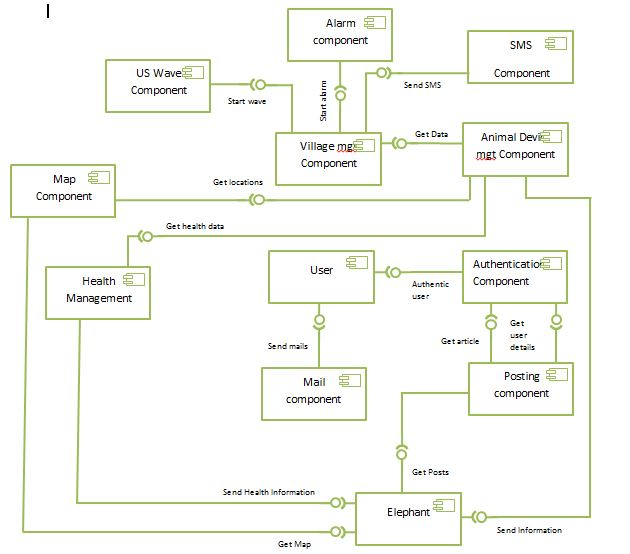 Alarm
component
SMS
Component
US Wave
Component
Start wave
Start alarm
Send SMS
Village mgt
Component
Get Data
Animal Devi
mgt Component
Map
Component
Get locations
Get health data
Health
Management
User
Authentic
user
Authentication
Component
Send mails
Get article
Get
user
details
Mail
component
Posting
component
Get Posts
Send Health Information
Elephant
Send Information
Get Map